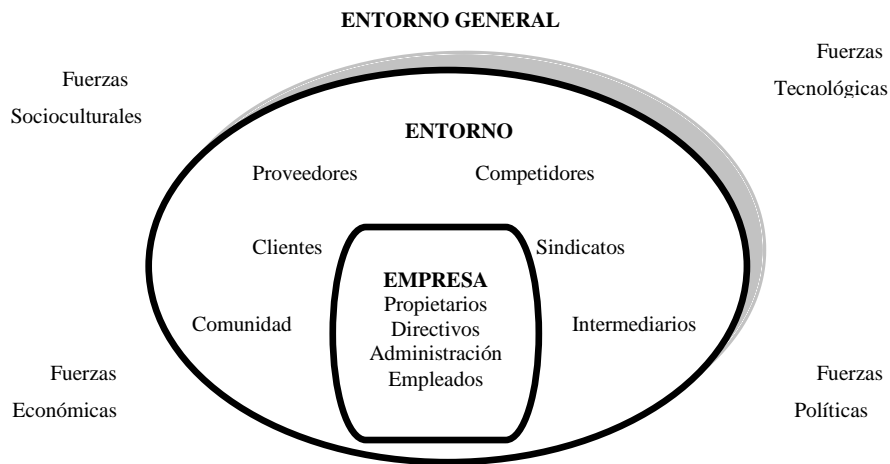 ENTORNO GENERAL
Fuerzas
Socioculturales
Fuerzas
Tecnológicas
ENTORNO
Proveedores
Competidores
Clientes
Sindicatos
EMPRESA
Propietarios
Directivos
Administración
Empleados
Comunidad
Intermediarios
Fuerzas
Económicas
Fuerzas
Políticas